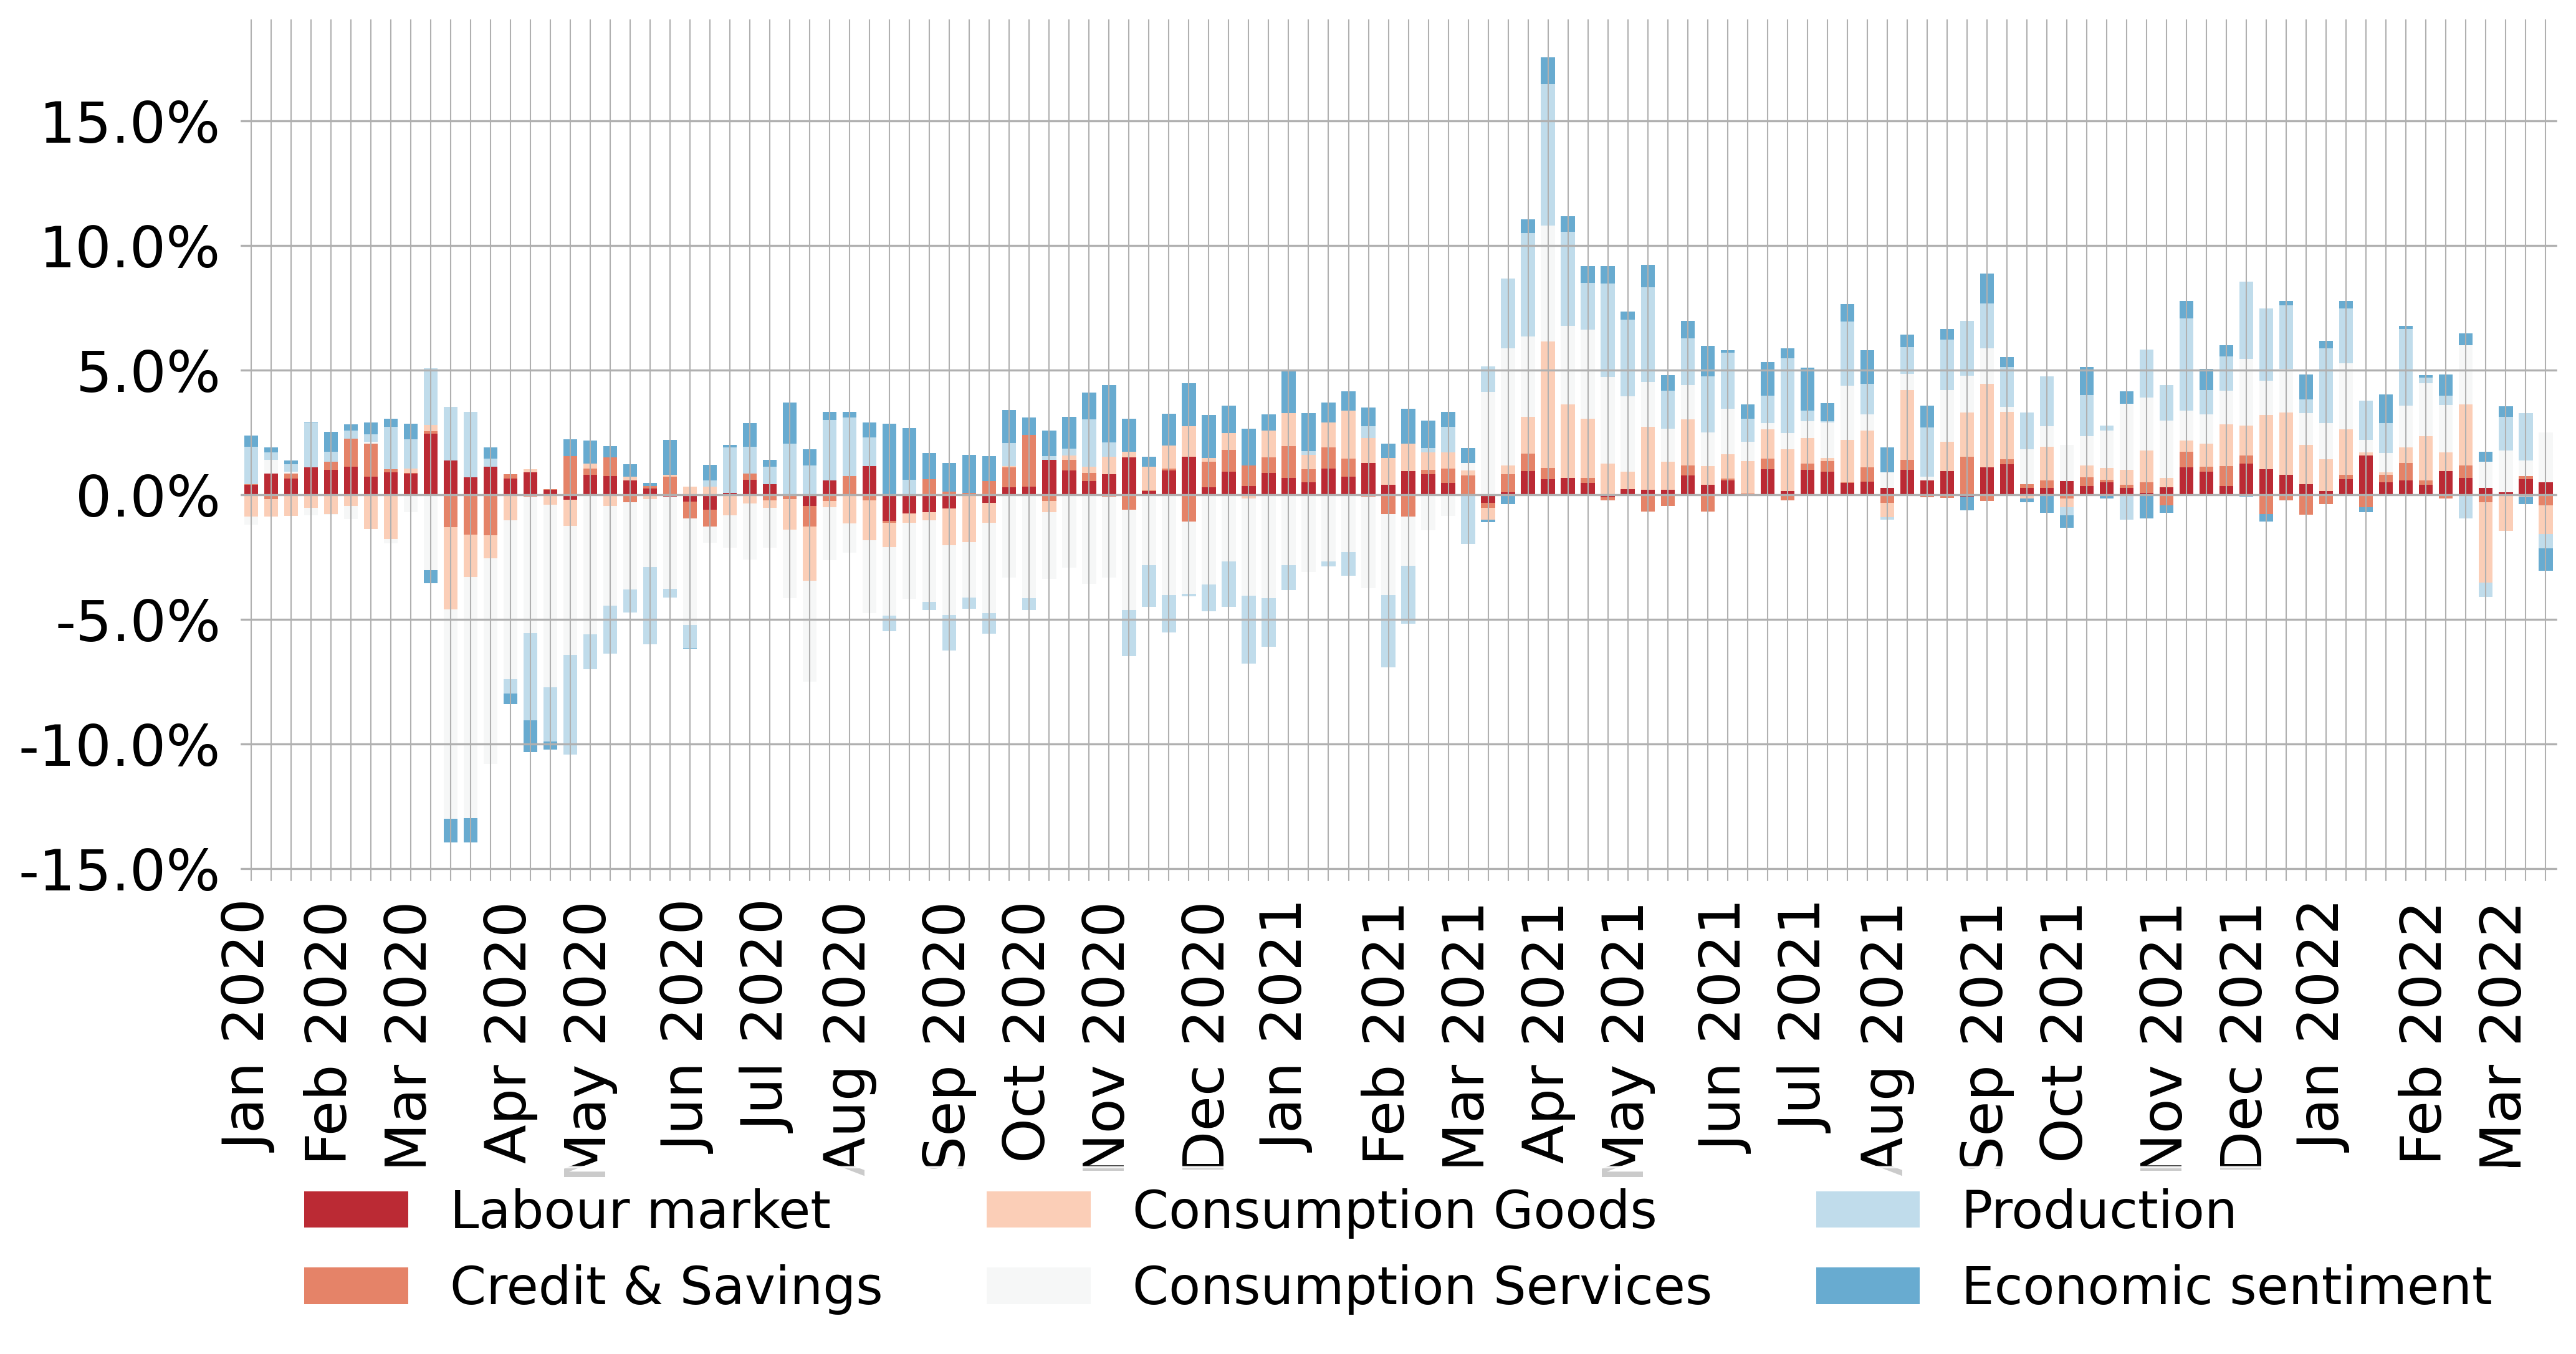 15.0%
10.0%
5.0%
0.0%
-5.0%
-10.0%
-15.0%
Jan 2020
Feb 2020
Mar 2020
Apr 2020
May 2020
Jun 2020
Jul 2020
Aug 2020
Sep 2020
Oct 2020
Nov 2020
Dec 2020
Jan 2021
Feb 2021
Mar 2021
Apr 2021
May 2021
Jun 2021
Jul 2021
Aug 2021
Sep 2021
Oct 2021
Nov 2021
Dec 2021
Jan 2022
Feb 2022
Mar 2022
Labour market
Consumption Goods
Production
Credit & Savings
Consumption Services
Economic sentiment